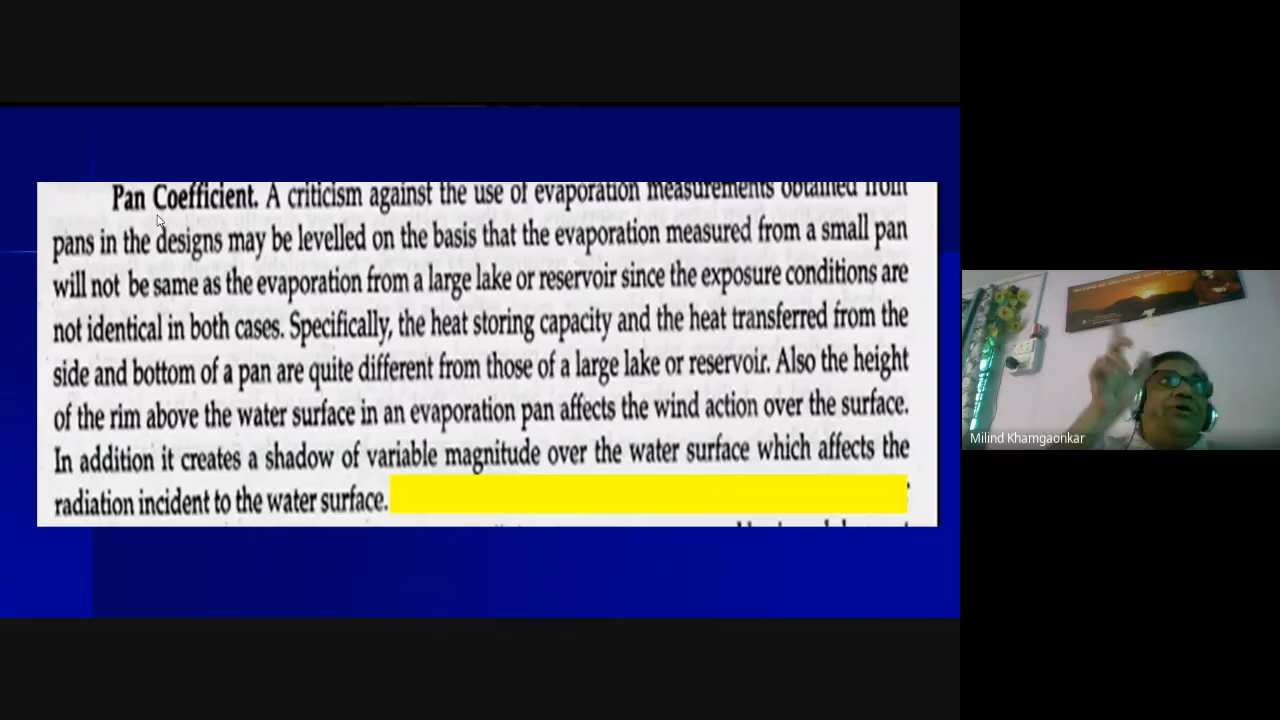 Pan Coefficient. A criticism against the use of evaporation measurements obtained from
pans in the designs may be levelled on the basis that the evaporation measured from a small pan
will not be same as the evaporation from a large lake or reservoir since the exposure conditions are
not identical in both cases. Specifically, the heat storing capacity and the heat transferred from the
side and bottom of a pan are quite different from those of a large lake or reservoir. Also the height
of the rim above the water surface in an evaporation pan affects the wind action over the surface.
In addition it creates a shadow of variable magnitude over the water surface which affects the
radiation incident to the water surface.
Milind Khamgaonkar